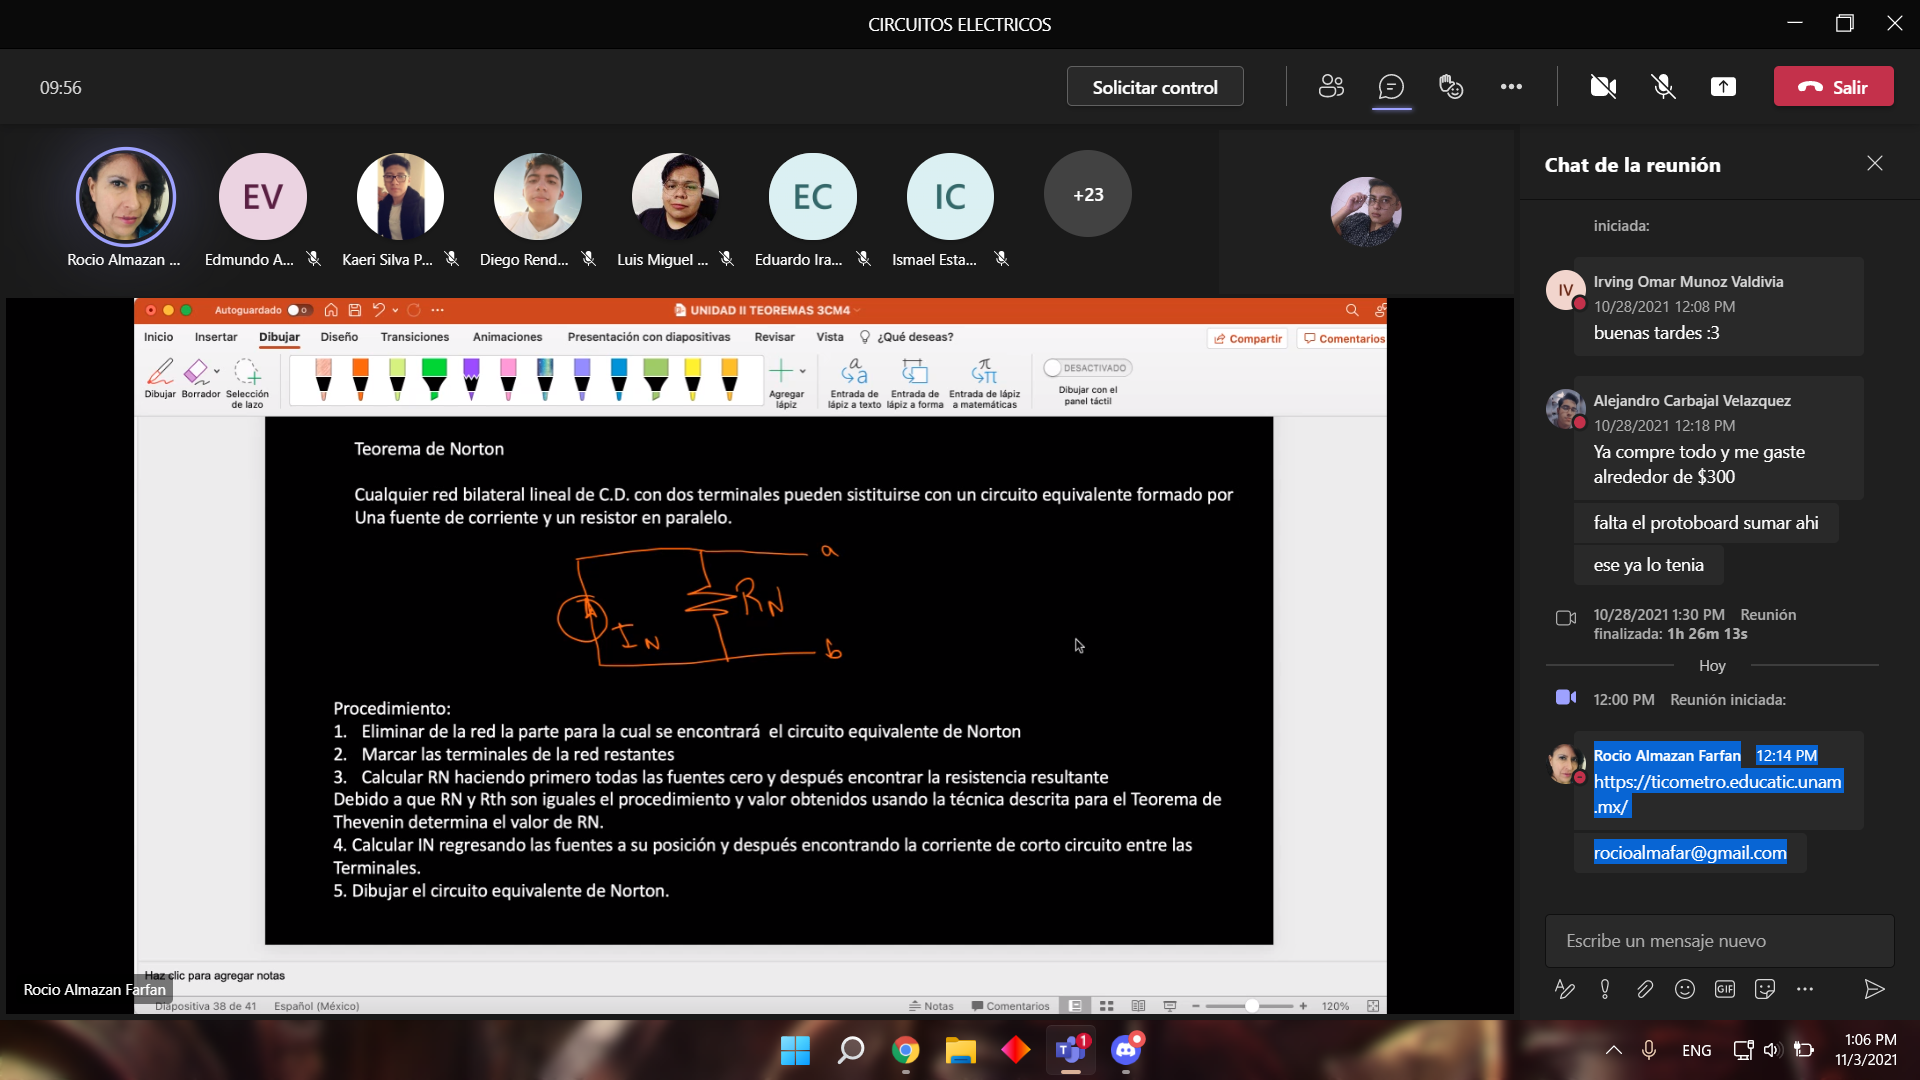 CIRCUITOS ELECTRICOS
09:56
Solicitar control
Salir
EV
EC
IC
+23
Rocio Almazan ...
Edmundo A...
Kaeri Silva P...
Diego Rend...
Luis Miguel ...
Eduardo Ira...
Ismael Esta...
Autoguardado
UNIDAD II TEOREMAS 3CM4
Inicio
Insertar
Dibujar
Diseño
Transiciones
Animaciones
Presentación con diapositivas
Revisar
Vista
¿Qué deseas?
Compartir
Comentarios
Dibujar
Borrador
Selección
de lazo
Agregar
lápiz
Entrada de
lápiz a texto
Entrada de
lápiz a forma
Entrada de lápiz
a matemáticas
DESACTIVADO
Dibujar con el
panel táctil
Teorema de Norton
Cualquier red bilateral lineal de C.D. con dos terminales pueden sistituirse con un circuito equivalente formado por
Una fuente de corriente y un resistor en paralelo.
a
RN
IN
b
Procedimiento:
1. Eliminar de la red la parte para la cual se encontrará el circuito equivalente de Norton
2. Marcar las terminales de la red restantes
3. Calcular RN haciendo primero todas las fuentes cero y después encontrar la resistencia resultante
Debido a que RN y Rth son iguales el procedimiento y valor obtenidos usando la técnica descrita para el Teorema de
Thevenin determina el valor de RN.
4. Calcular IN regresando las fuentes a su posición y después encontrando la corriente de corto circuito entre las
Terminales.
5. Dibujar el circuito equivalente de Norton.
Haz clic para agregar notas
Rocio Almazan Farfan
Diapositiva 38 de 41
Español (México)
Notas
Comentarios
120%
Chat de la reunión
iniciada:
IV
Irving Omar Munoz Valdivia
10/28/2021 12:08 PM
buenas tardes :3
Alejandro Carbajal Velazquez
10/28/2021 12:18 PM
Ya compre todo y me gaste
alrededor de $300
falta el protoboard sumar ahi
ese ya lo tenia
10/28/2021 1:30 PM Reunión
finalizada: 1h 26m 13s
Hoy
12:00 PM Reunión iniciada:
Rocio Almazan Farfan 12:14 PM
https://ticometro.educatic.unam
.mx/
rocioalmafar@gmail.com
Escribe un mensaje nuevo
GIF
1
ENG
1:06 PM
11/3/2021